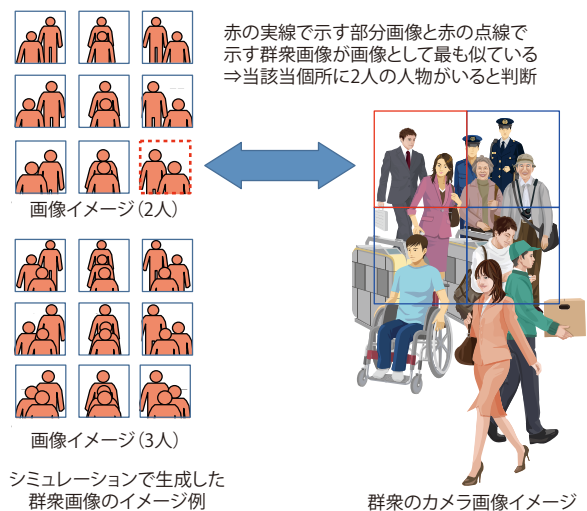 赤の実線で示す部分画像と赤の点線で
示す群衆画像が画像として最も似ている
⇒当該当個所に2人の人物がいると判断
画像イメージ（2人）
画像イメージ（3人）
シミュレーションで生成した
群衆画像のイメージ例
群衆のカメラ画像イメージ